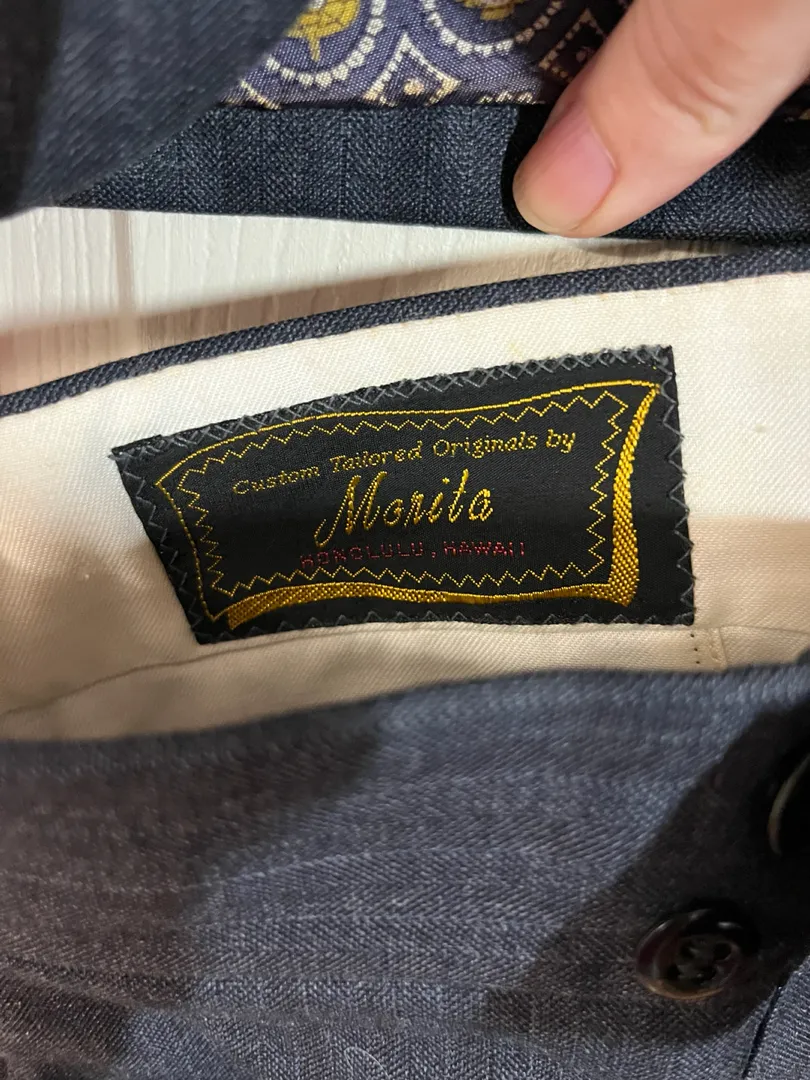 Custom Tailored Originals by
Morita
HONOLULU, HAWAII